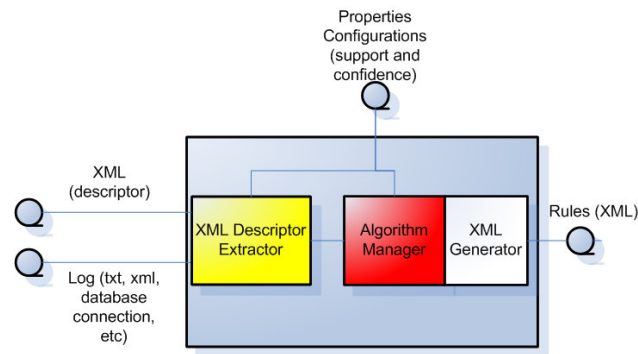 Properties
Configurations
(support and
confidence)
XML
(descriptor)
XML Descriptor
Extractor
Algorithm
Manager
XML
Generator
Rules (XML)
Log (txt, xml,
database
connection,
etc)